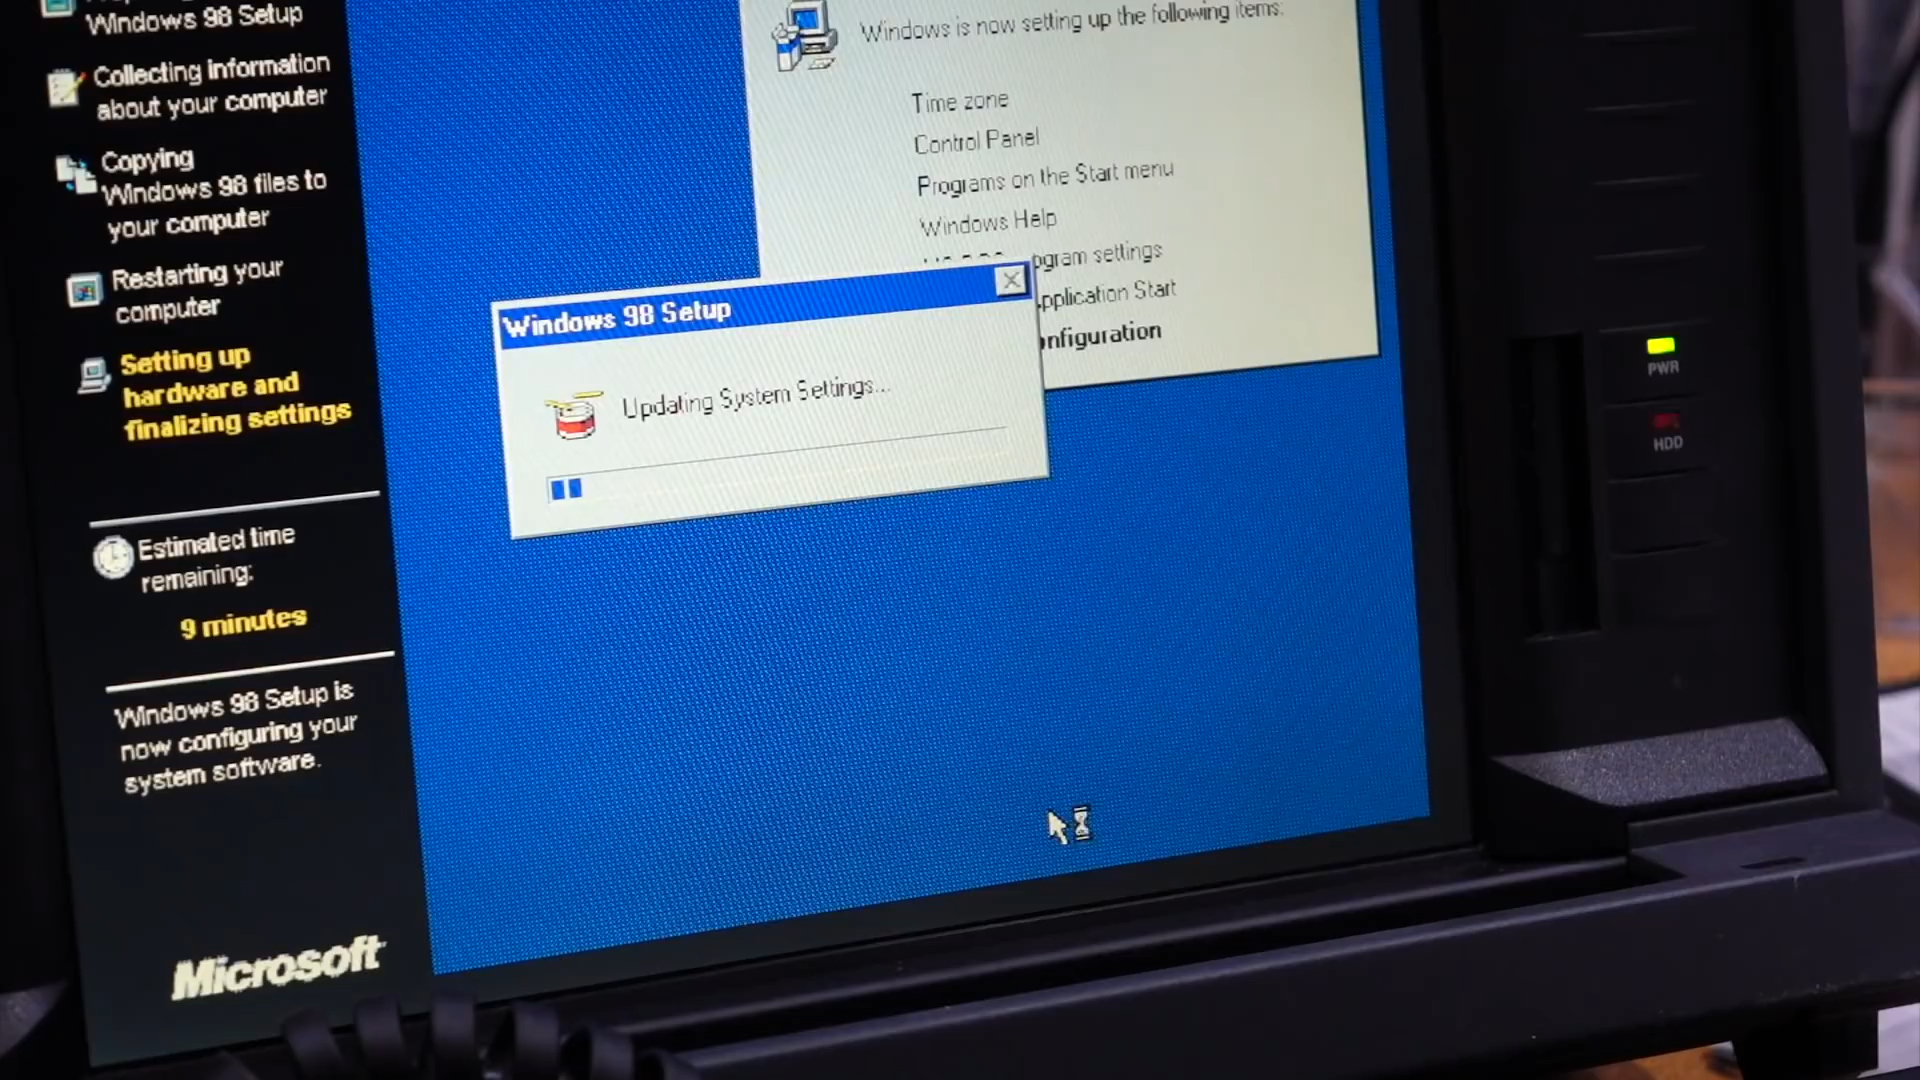 Windows 98 Setup
Collecting information
about your computer
Copying
Windows 98 files to
your computer
Restarting your
computer
Setting up
hardware and
finalizing settings
Estimated time
remaining:
9 minutes
Windows 98 Setup is
now configuring your
system software.
Microsoft
Windows is now setting up the following items:
Time zone
Control Panel
Programs on the Start menu
Windows Help
settings
Start
Windows 98 Setup
Updating System Settings...
PWR
HDD